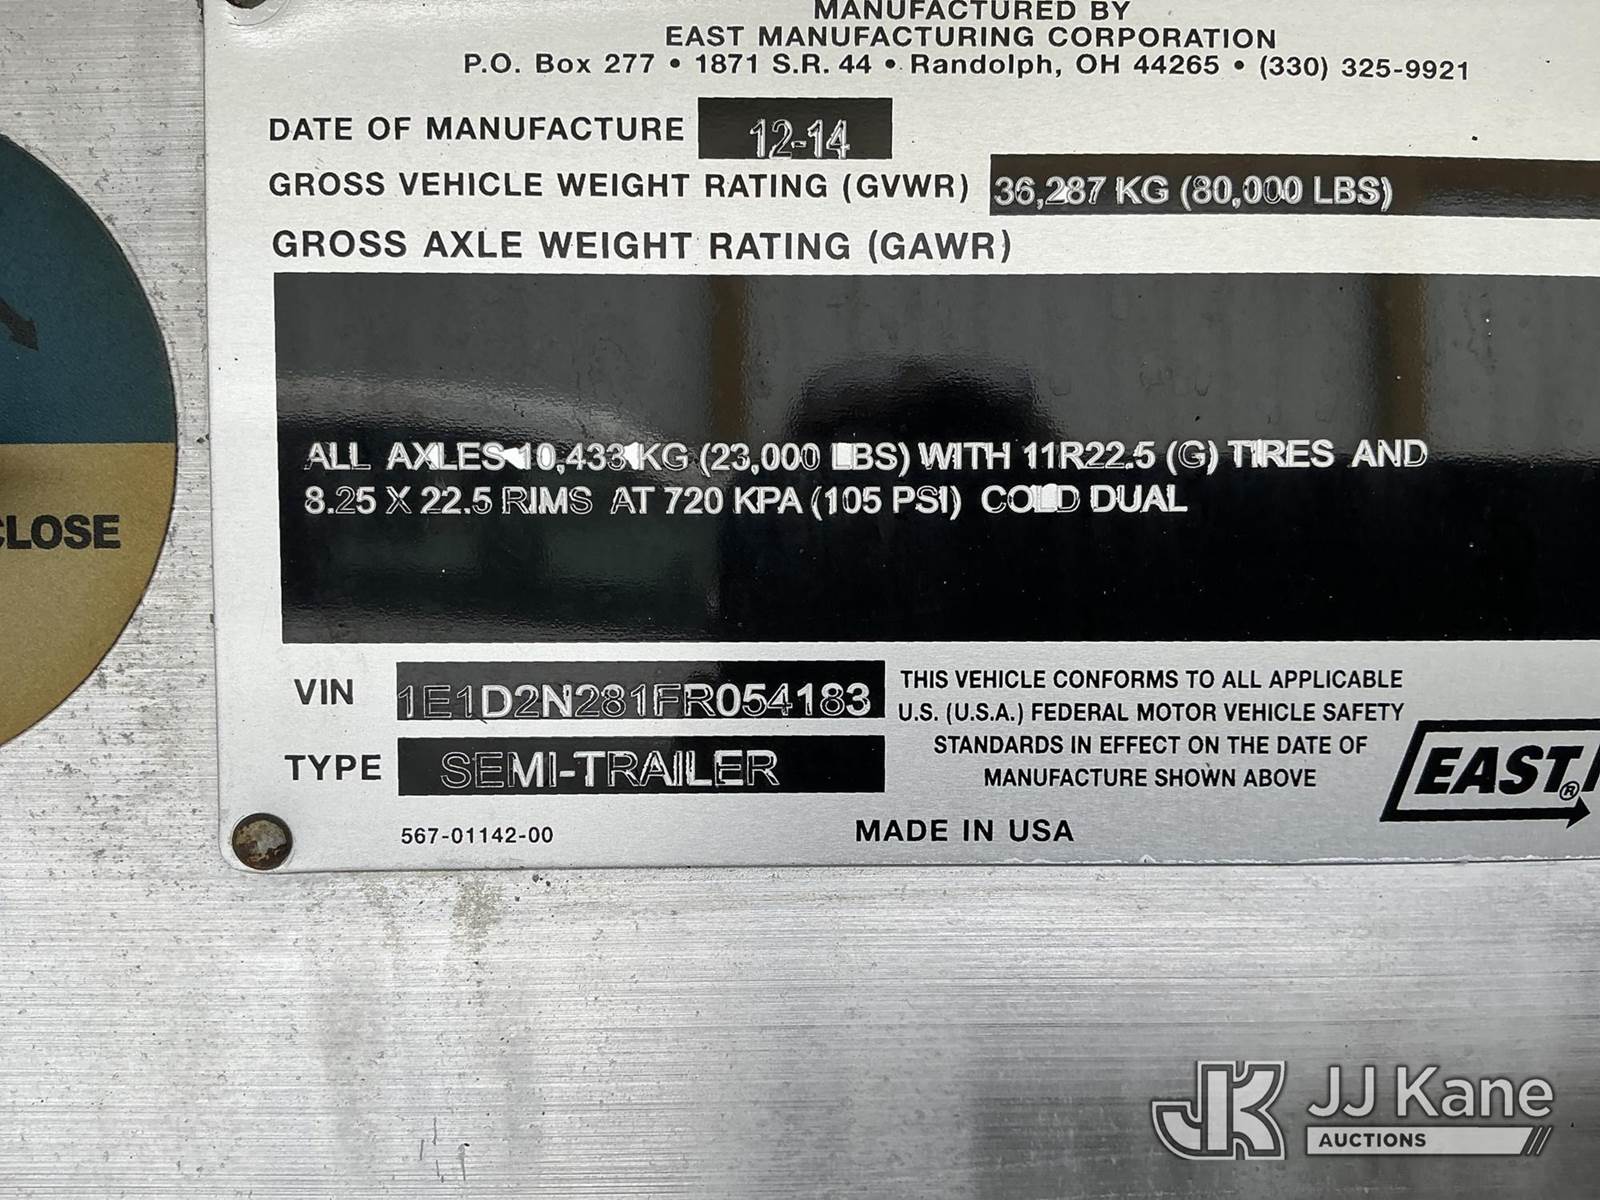 MANUFACTURED BY
EAST MANUFACTURING CORPORATION
P.O. Box 277 • 1871 S.R. 44 • Randolph, OH 44265 • (330) 325-9921
DATE OF MANUFACTURE 12-14
GROSS VEHICLE WEIGHT RATING (GVWR) 36,287 KG (80,000 LBS)
GROSS AXLE WEIGHT RATING (GAWR)
ALL AXLES-10,433 KG (23,000 LBS) WITH 11R22.5 (G) TIRES AND
8.25 X 22.5 RIMS AT 720 KPA (105 PSI) COLD DUAL
CLOSE
VIN 1E1D2N281FR054183
TYPE SEMI-TRAILER
THIS VEHICLE CONFORMS TO ALL APPLICABLE
U.S. (U.S.A.) FEDERAL MOTOR VEHICLE SAFETY
STANDARDS IN EFFECT ON THE DATE OF
MANUFACTURE SHOWN ABOVE
EAST®
567-01142-00
MADE IN USA
JK JJ Kane
AUCTIONS